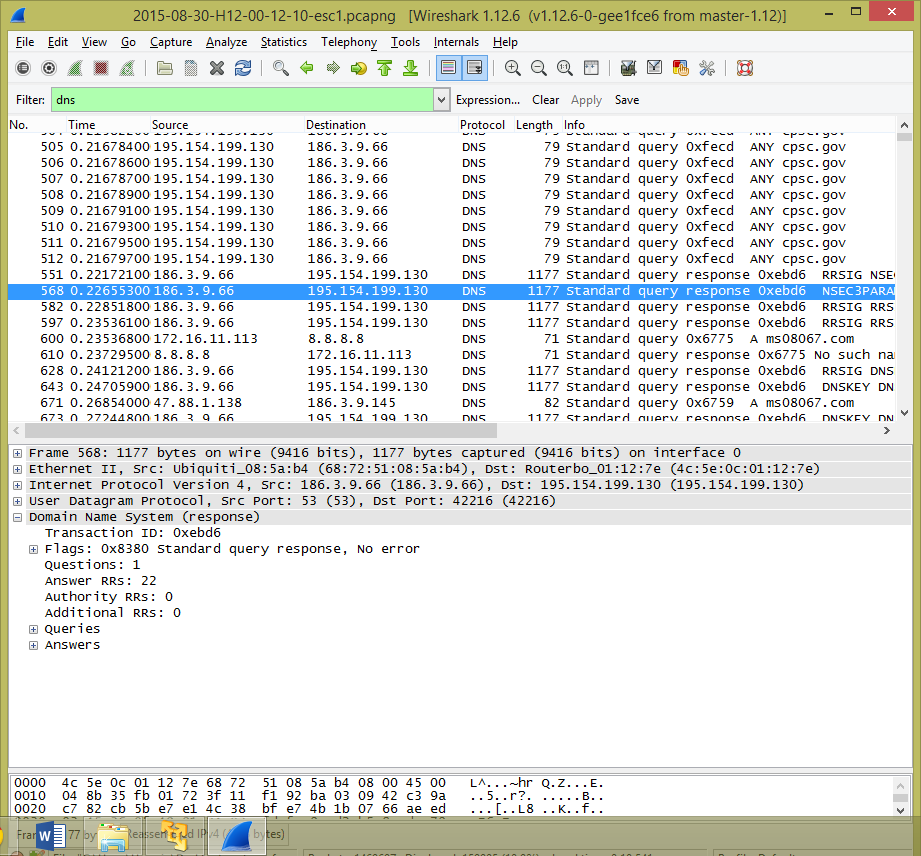 2015-08-30-H12-00-12-10-esc1.pcapng [Wireshark 1.12.6 (v1.12.6-0-gee1fce6 from master-1.12)]
File Edit View Go Capture Analyze Statistics Telephony Tools Internals Help
Filter: dns Expression... Clear Apply Save
No. Time Source Destination Protocol Length Info
505 0.21678400 195.154.199.130 186.3.9.66 DNS 79 Standard query 0xfecd ANY cpsc.gov
506 0.21678600 195.154.199.130 186.3.9.66 DNS 79 Standard query 0xfecd ANY cpsc.gov
507 0.21678700 195.154.199.130 186.3.9.66 DNS 79 Standard query 0xfecd ANY cpsc.gov
508 0.21678900 195.154.199.130 186.3.9.66 DNS 79 Standard query 0xfecd ANY cpsc.gov
509 0.21679100 195.154.199.130 186.3.9.66 DNS 79 Standard query 0xfecd ANY cpsc.gov
510 0.21679300 195.154.199.130 186.3.9.66 DNS 79 Standard query 0xfecd ANY cpsc.gov
511 0.21679500 195.154.199.130 186.3.9.66 DNS 79 Standard query 0xfecd ANY cpsc.gov
512 0.21679700 195.154.199.130 186.3.9.66 DNS 79 Standard query 0xfecd ANY cpsc.gov
551 0.22172100 186.3.9.66 195.154.199.130 DNS 1177 Standard query response 0xebd6 RRSIG NSE
568 0.22655300 186.3.9.66 195.154.199.130 DNS 1177 Standard query response 0xebd6 NSEC3PARA
582 0.22851800 186.3.9.66 195.154.199.130 DNS 1177 Standard query response 0xebd6 RRSIG RRS
597 0.23536100 186.3.9.66 195.154.199.130 DNS 1177 Standard query response 0xebd6 RRSIG RRS
600 0.23536800 172.16.11.113 8.8.8.8 DNS 71 Standard query 0x6775 A ms08067.com
610 0.23729500 8.8.8.8 172.16.11.113 DNS 71 Standard query response 0x6775 No such na
628 0.24121200 186.3.9.66 195.154.199.130 DNS 1177 Standard query response 0xebd6 RRSIG DNS
643 0.24705900 186.3.9.66 195.154.199.130 DNS 1177 Standard query response 0xebd6 DNSKEY DN
671 0.26854000 47.88.1.138 186.3.9.145 DNS 82 Standard query 0x6759 A ms08067.com
673 0.27244800 186.3.9.66 195.154.199.130 DNS 1177 Standard query response 0xebd6 DNSKEY DN
Frame 568: 1177 bytes on wire (9416 bits), 1177 bytes captured (9416 bits) on interface 0
Ethernet II, Src: Ubiquiti_08:5a:b4 (68:72:51:08:5a:b4), Dst: Routerbo_01:12:7e (4c:5e:0c:01:12:7e)
Internet Protocol Version 4, Src: 186.3.9.66 (186.3.9.66), Dst: 195.154.199.130 (195.154.199.130)
User Datagram Protocol, Src Port: 53 (53), Dst Port: 42216 (42216)
Domain Name System (response)
Transaction ID: 0xebd6
Flags: 0x8380 Standard query response, No error
Questions: 1
Answer RRs: 22
Authority RRs: 0
Additional RRs: 0
Queries
Answers
0000 4c 5e 0c 01 12 7e 68 72 51 08 5a b4 08 00 45 00 L^...~hr Q.Z...E.
0010 04 8b 35 fb 01 72 3f 11 f1 92 ba 03 09 42 c3 9a ..5..r?. .....B..
0020 c7 82 cb 5b e7 e1 4c 38 bf e7 4b 1b 07 66 ae ed ...[..L8 ..K..f..